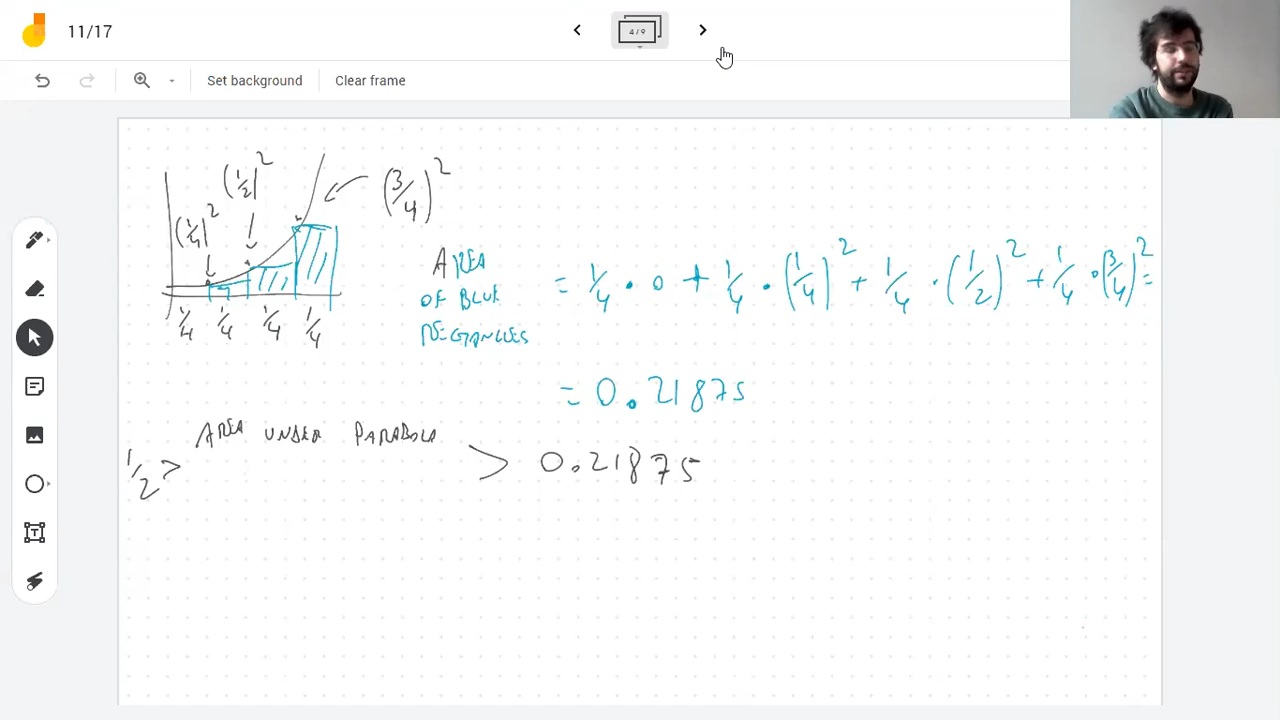 11/17
4 / 9
Set background
Clear frame
(1/2)^2
(3/4)^2
(1/4)^2
1/4 1/4 1/4 1/4
AREA
OF BLUE
RECTANGLES
= 1/4 · 0 + 1/4 · (1/4)^2 + 1/4 · (1/2)^2 + 1/4 · (3/4)^2 =
= 0.21875
1/2 > AREA UNDER PARABOLA > 0.21875